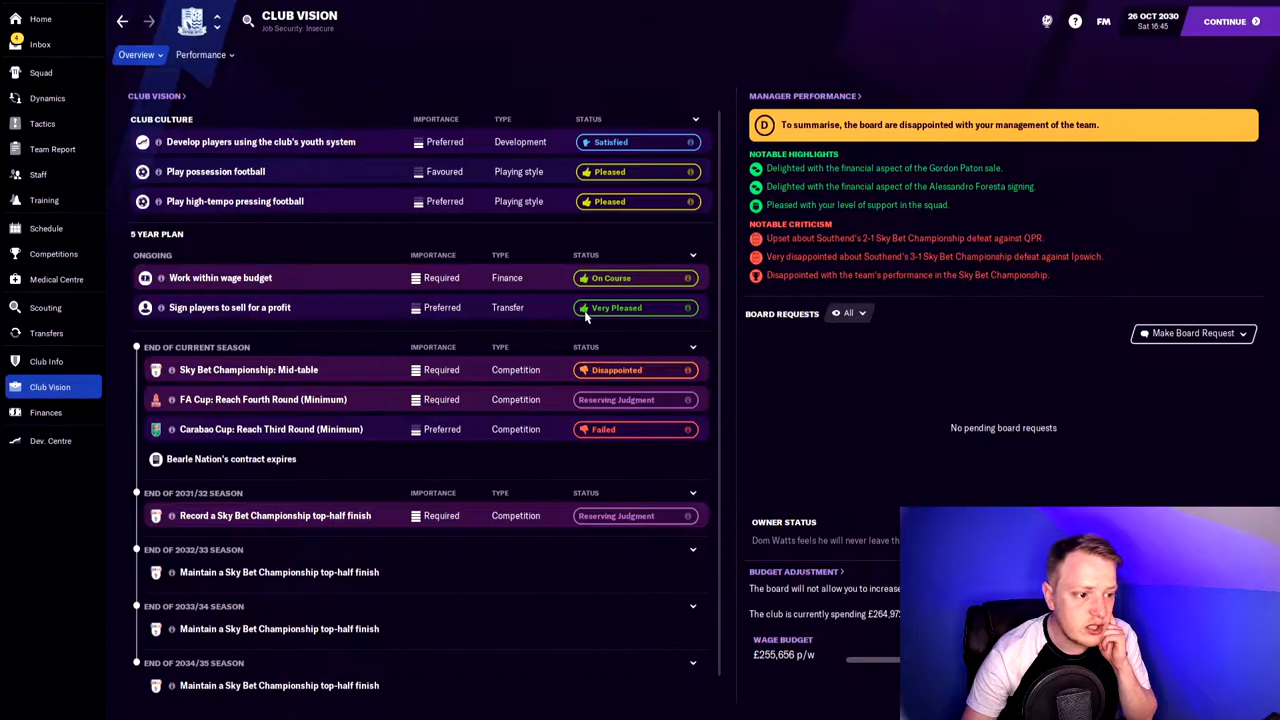 Home
4
Inbox
Squad
Dynamics
Tactics
Team Report
Staff
Training
Schedule
Competitions
Medical Centre
Scouting
Transfers
Club Info
Club Vision
Finances
Dev. Centre
CLUB VISION
Job Security: Insecure
?
FM
26 OCT 2030
Sat 16:45
CONTINUE
Overview
Performance
CLUB VISION
CLUB CULTURE IMPORTANCE TYPE STATUS
Develop players using the club's youth system Preferred Development Satisfied
Play possession football Favoured Playing style Pleased
Play high-tempo pressing football Preferred Playing style Pleased
5 YEAR PLAN
ONGOING IMPORTANCE TYPE STATUS
Work within wage budget Required Finance On Course
Sign players to sell for a profit Preferred Transfer Very Pleased
END OF CURRENT SEASON IMPORTANCE TYPE STATUS
Sky Bet Championship: Mid-table Required Competition Disappointed
FA Cup: Reach Fourth Round (Minimum) Required Competition Reserving Judgment
Carabao Cup: Reach Third Round (Minimum) Preferred Competition Failed
Bearle Nation's contract expires
END OF 2031/32 SEASON IMPORTANCE TYPE STATUS
Record a Sky Bet Championship top-half finish Required Competition Reserving Judgment
END OF 2032/33 SEASON
Maintain a Sky Bet Championship top-half finish
END OF 2033/34 SEASON
Maintain a Sky Bet Championship top-half finish
END OF 2034/35 SEASON
Maintain a Sky Bet Championship top-half finish
MANAGER PERFORMANCE
D To summarise, the board are disappointed with your management of the team.
NOTABLE HIGHLIGHTS
Delighted with the financial aspect of the Gordon Paton sale.
Delighted with the financial aspect of the Alessandro Foresta signing.
Pleased with your level of support in the squad.
NOTABLE CRITICISM
Upset about Southend's 2-1 Sky Bet Championship defeat against QPR.
Very disappointed about Southend's 3-1 Sky Bet Championship defeat against Ipswich.
Disappointed with the team's performance in the Sky Bet Championship.
BOARD REQUESTS All
Make Board Request
No pending board requests
OWNER STATUS
Dom Watts feels he will never leave th
BUDGET ADJUSTMENT
The board will not allow you to increase
The club is currently spending £264,97
WAGE BUDGET
£255,656 p/w